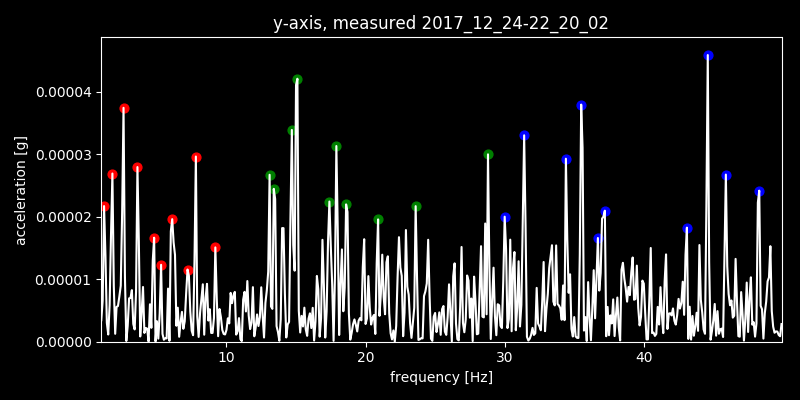 y-axis, measured 2017_12_24-22_20_02
0.00004
0.00003
0.00002
0.00001
0.00000
acceleration [g]
10 20 30 40
frequency [Hz]